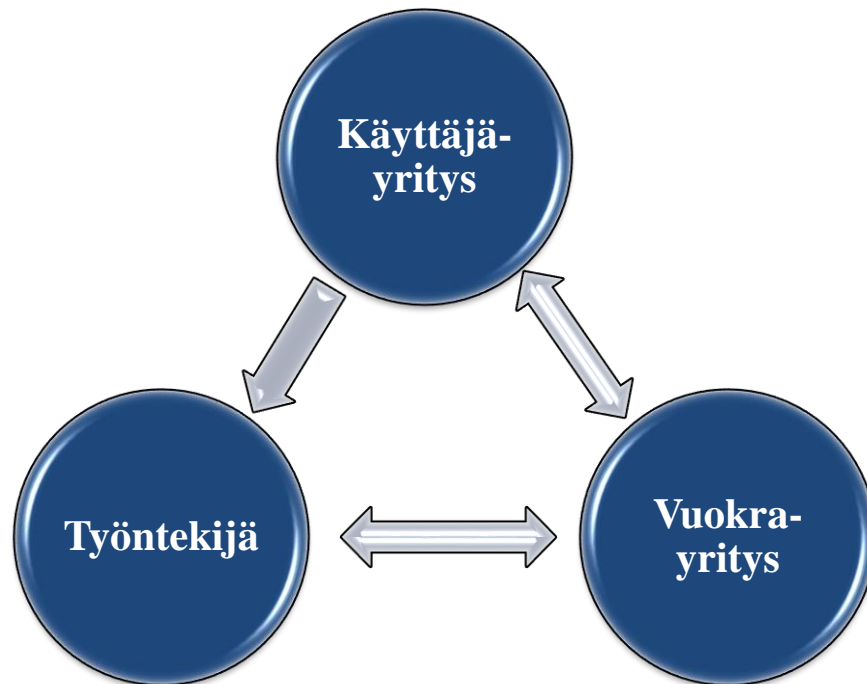 Käyttäjä-
yritys
Työntekijä
Vuokra-
yritys